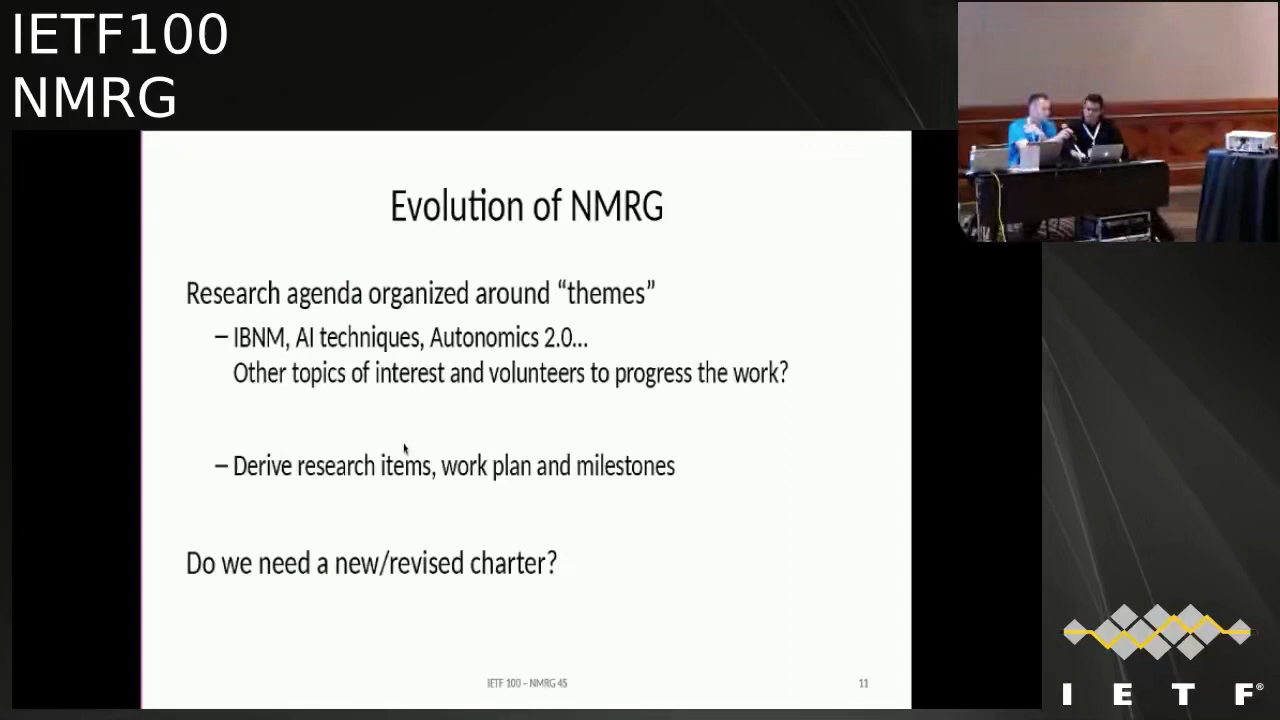 IETF100
NMRG
Evolution of NMRG
Research agenda organized around “themes”
– IBNM, AI techniques, Autonomics 2.0...
Other topics of interest and volunteers to progress the work?
– Derive research items, work plan and milestones
Do we need a new/revised charter?
IETF 100 – NMRG 45
11
I E T F®